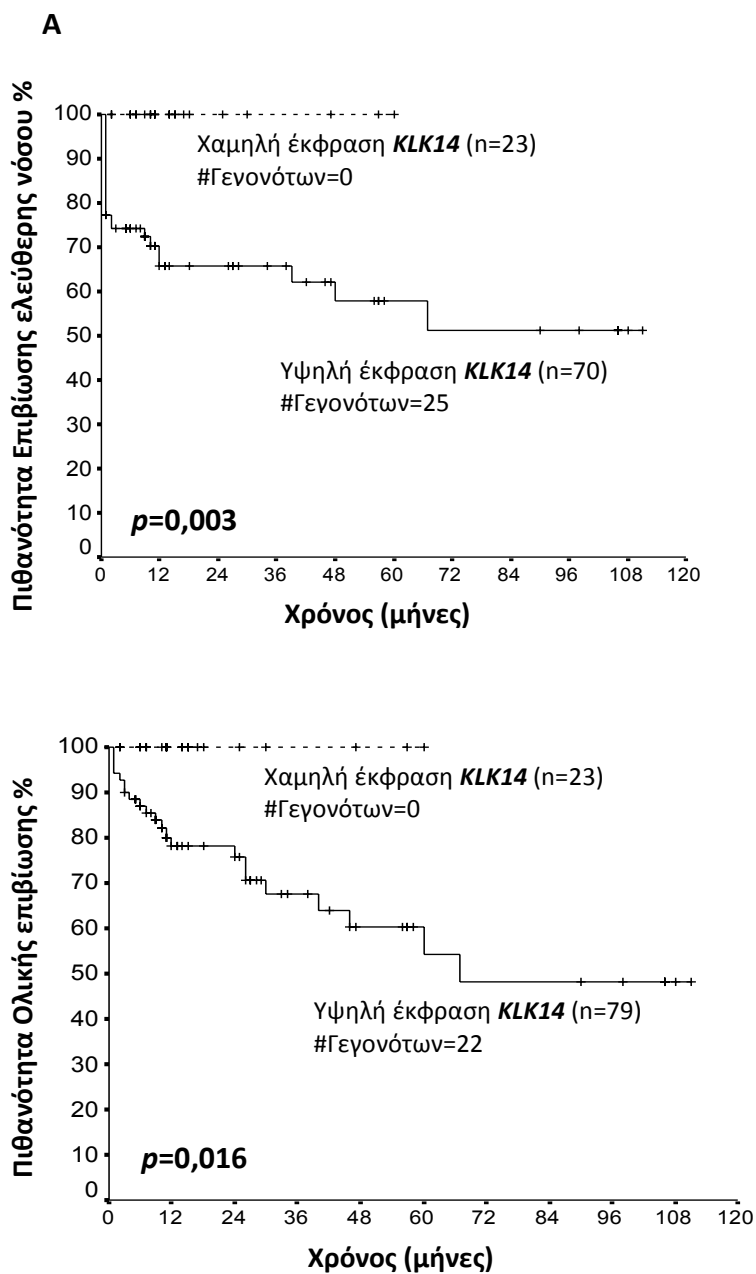 A
Πιθανότητα Επιβίωσης ελεύθερης νόσου %
100
90
80
70
60
50
40
30
20
10
0
Χαμηλή έκφραση KLK14 (n=23)
#Γεγονότων=0
Υψηλή έκφραση KLK14 (n=70)
#Γεγονότων=25
p=0,003
0 12 24 36 48 60 72 84 96 108 120
Χρόνος (μήνες)
Πιθανότητα Ολικής επιβίωσης %
100
90
80
70
60
50
40
30
20
10
0
Χαμηλή έκφραση KLK14 (n=23)
#Γεγονότων=0
Υψηλή έκφραση KLK14 (n=79)
#Γεγονότων=22
p=0,016
0 12 24 36 48 60 72 84 96 108 120
Χρόνος (μήνες)